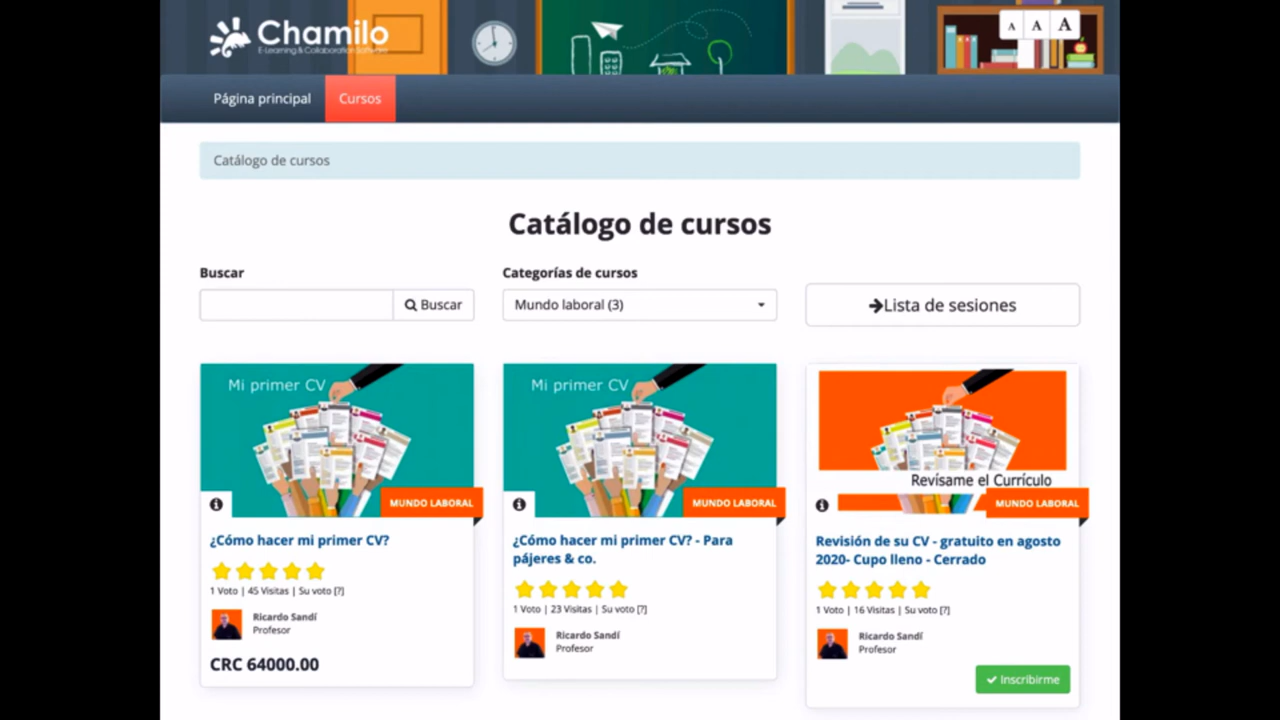 Chamilo
E-Learning & Collaboration Software
A A A
Página principal
Cursos
Catálogo de cursos
Catálogo de cursos
Buscar
Categorías de cursos
Buscar
Mundo laboral (3)
Lista de sesiones
Mi primer CV
MUNDO LABORAL
¿Cómo hacer mi primer CV?
1 Voto | 45 Visitas | Su voto [?]
Ricardo Sandí
Profesor
CRC 64000.00
Mi primer CV
MUNDO LABORAL
¿Cómo hacer mi primer CV? - Para
pájeres & co.
1 Voto | 23 Visitas | Su voto [?]
Ricardo Sandí
Profesor
Revísame el Currículo
MUNDO LABORAL
Revisión de su CV - gratuito en agosto
2020- Cupo lleno - Cerrado
1 Voto | 16 Visitas | Su voto [?]
Ricardo Sandí
Profesor
Inscribirme